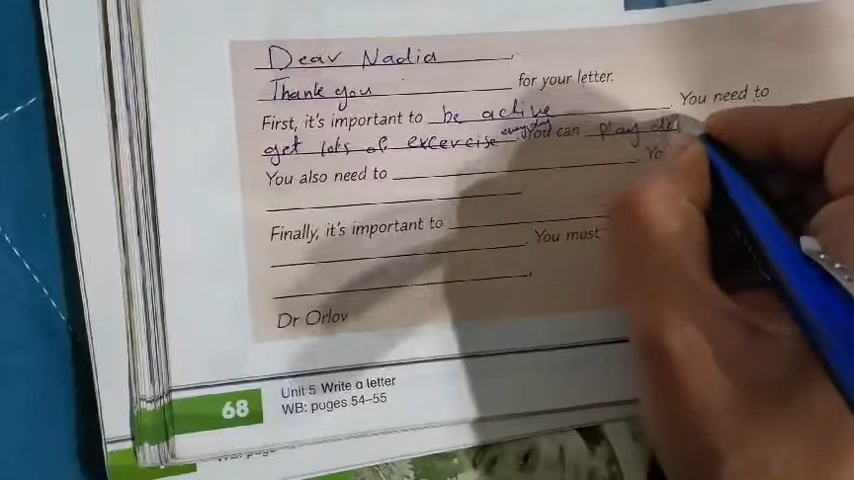 Dear Nadia,
Thank you for your letter.
First, it's important to be active. You need to
get lots of excercise everyday. You can play
You also need to
Finally, it's important to
You must
Dr Orlov
68 Unit 5 Write a letter
WB: pages 54–55